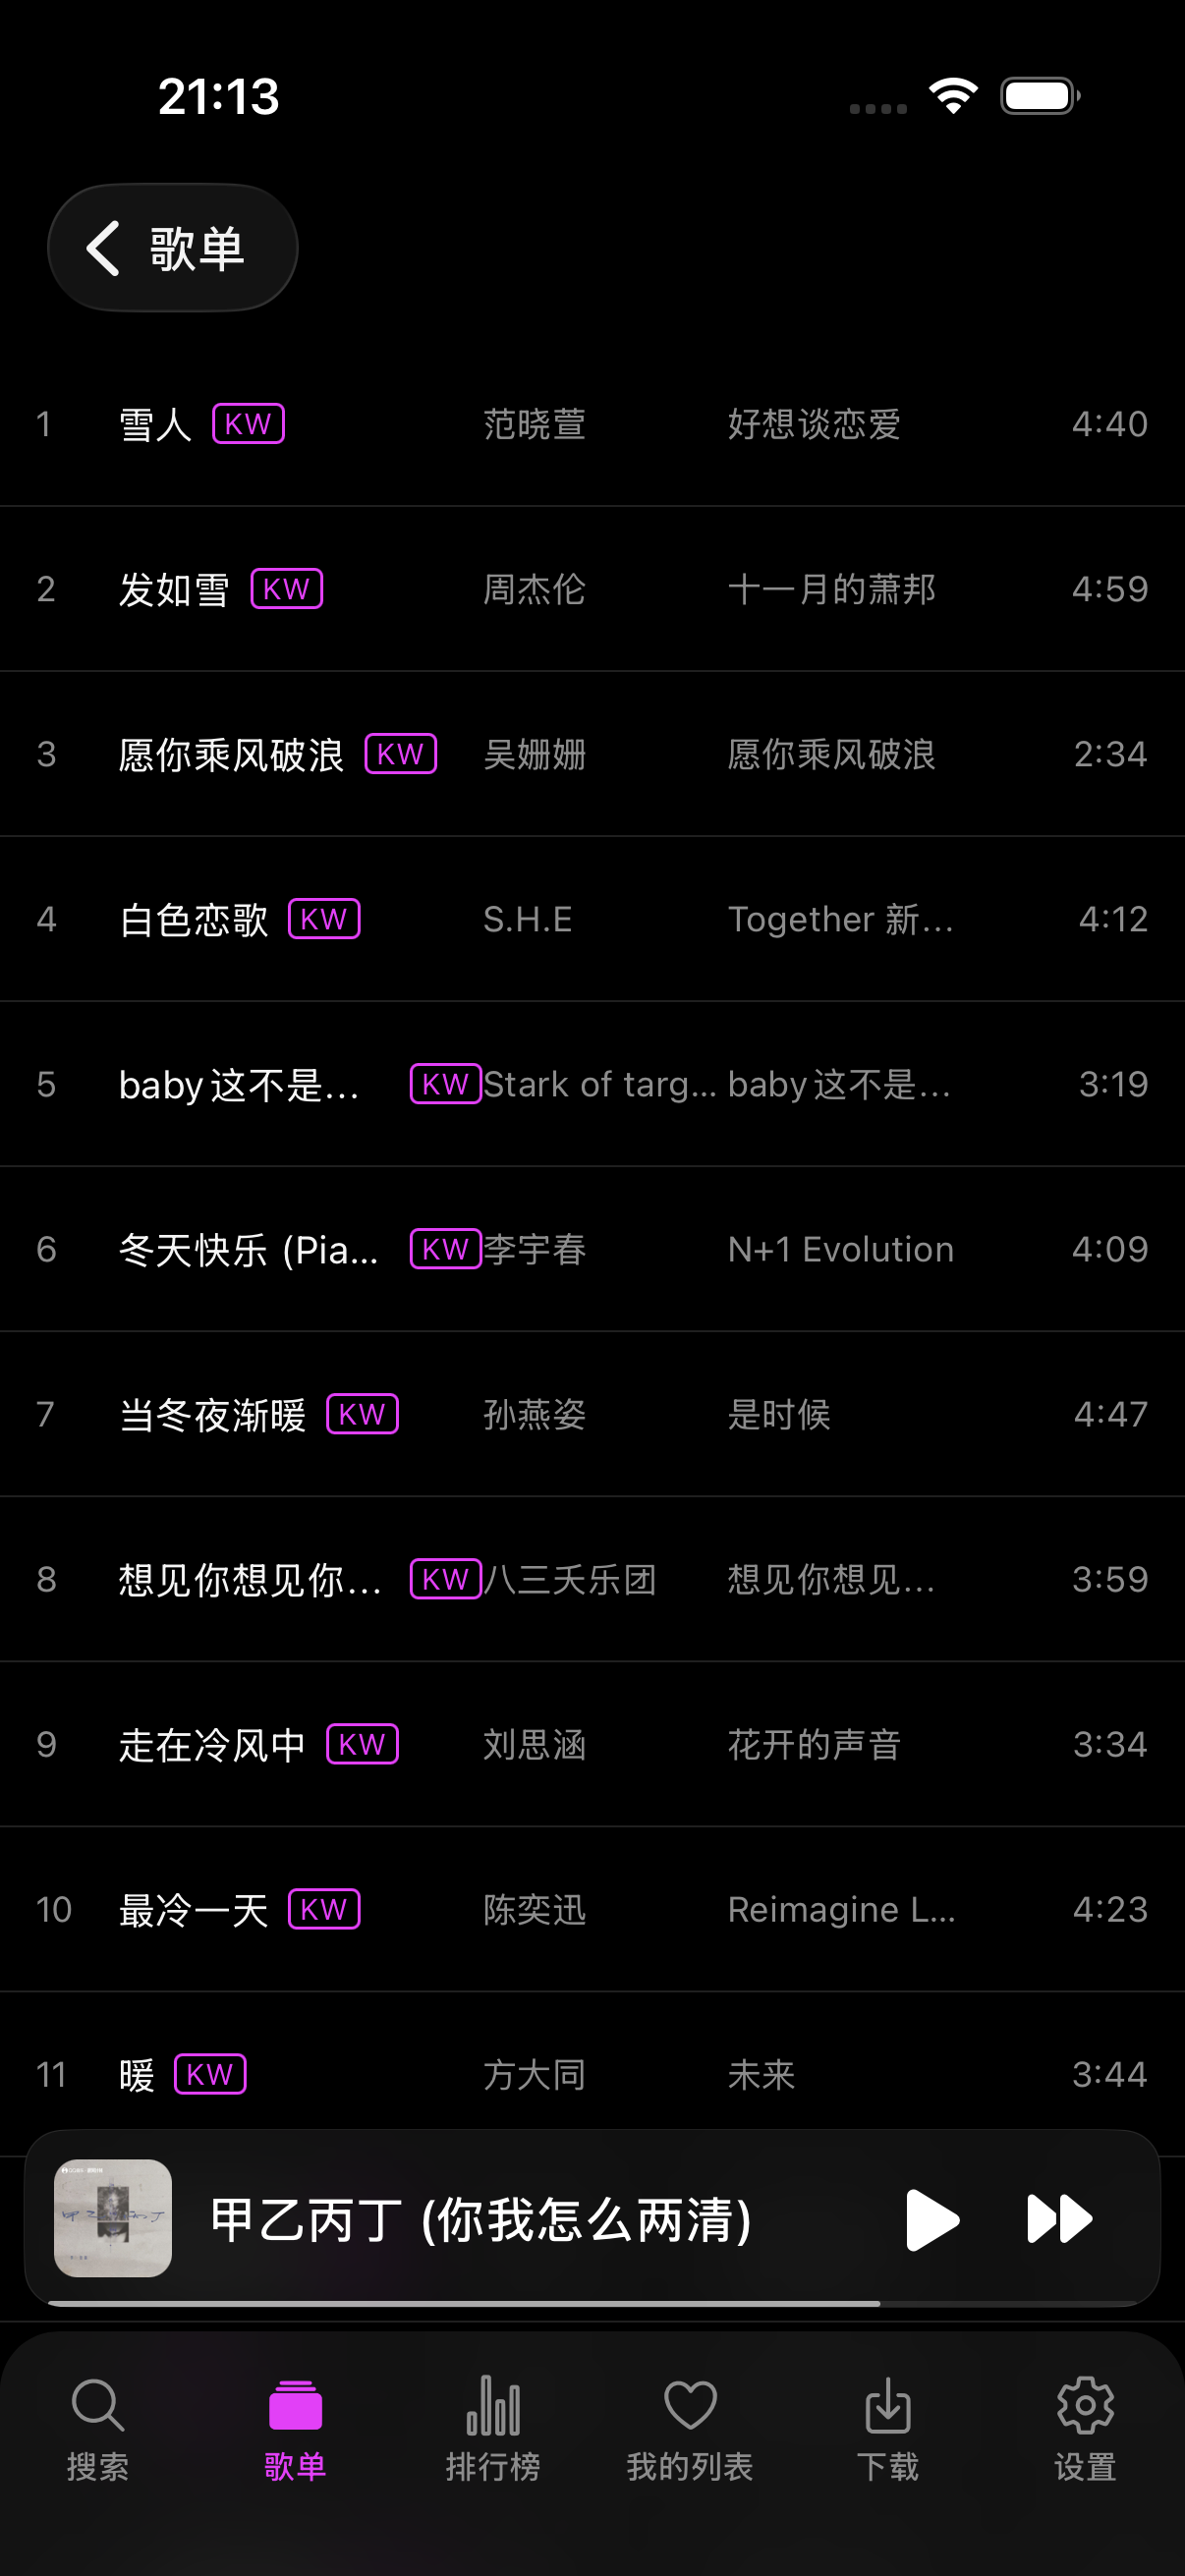 21:13
歌单
1 雪人 KW 范晓萱 好想谈恋爱 4:40
2 发如雪 KW 周杰伦 十一月的萧邦 4:59
3 愿你乘风破浪 KW 吴姗姗 愿你乘风破浪 2:34
4 白色恋歌 KW S.H.E Together 新... 4:12
5 baby这不是... KW Stark of targ... baby这不是... 3:19
6 冬天快乐 (Pia... KW 李宇春 N+1 Evolution 4:09
7 当冬夜渐暖 KW 孙燕姿 是时候 4:47
8 想见你想见你... KW 八三夭乐团 想见你想见... 3:59
9 走在冷风中 KW 刘思涵 花开的声音 3:34
10 最冷一天 KW 陈奕迅 Reimagine L... 4:23
11 暖 KW 方大同 未来 3:44
甲乙丙丁 (你我怎么两清)
搜索 歌单 排行榜 我的列表 下载 设置